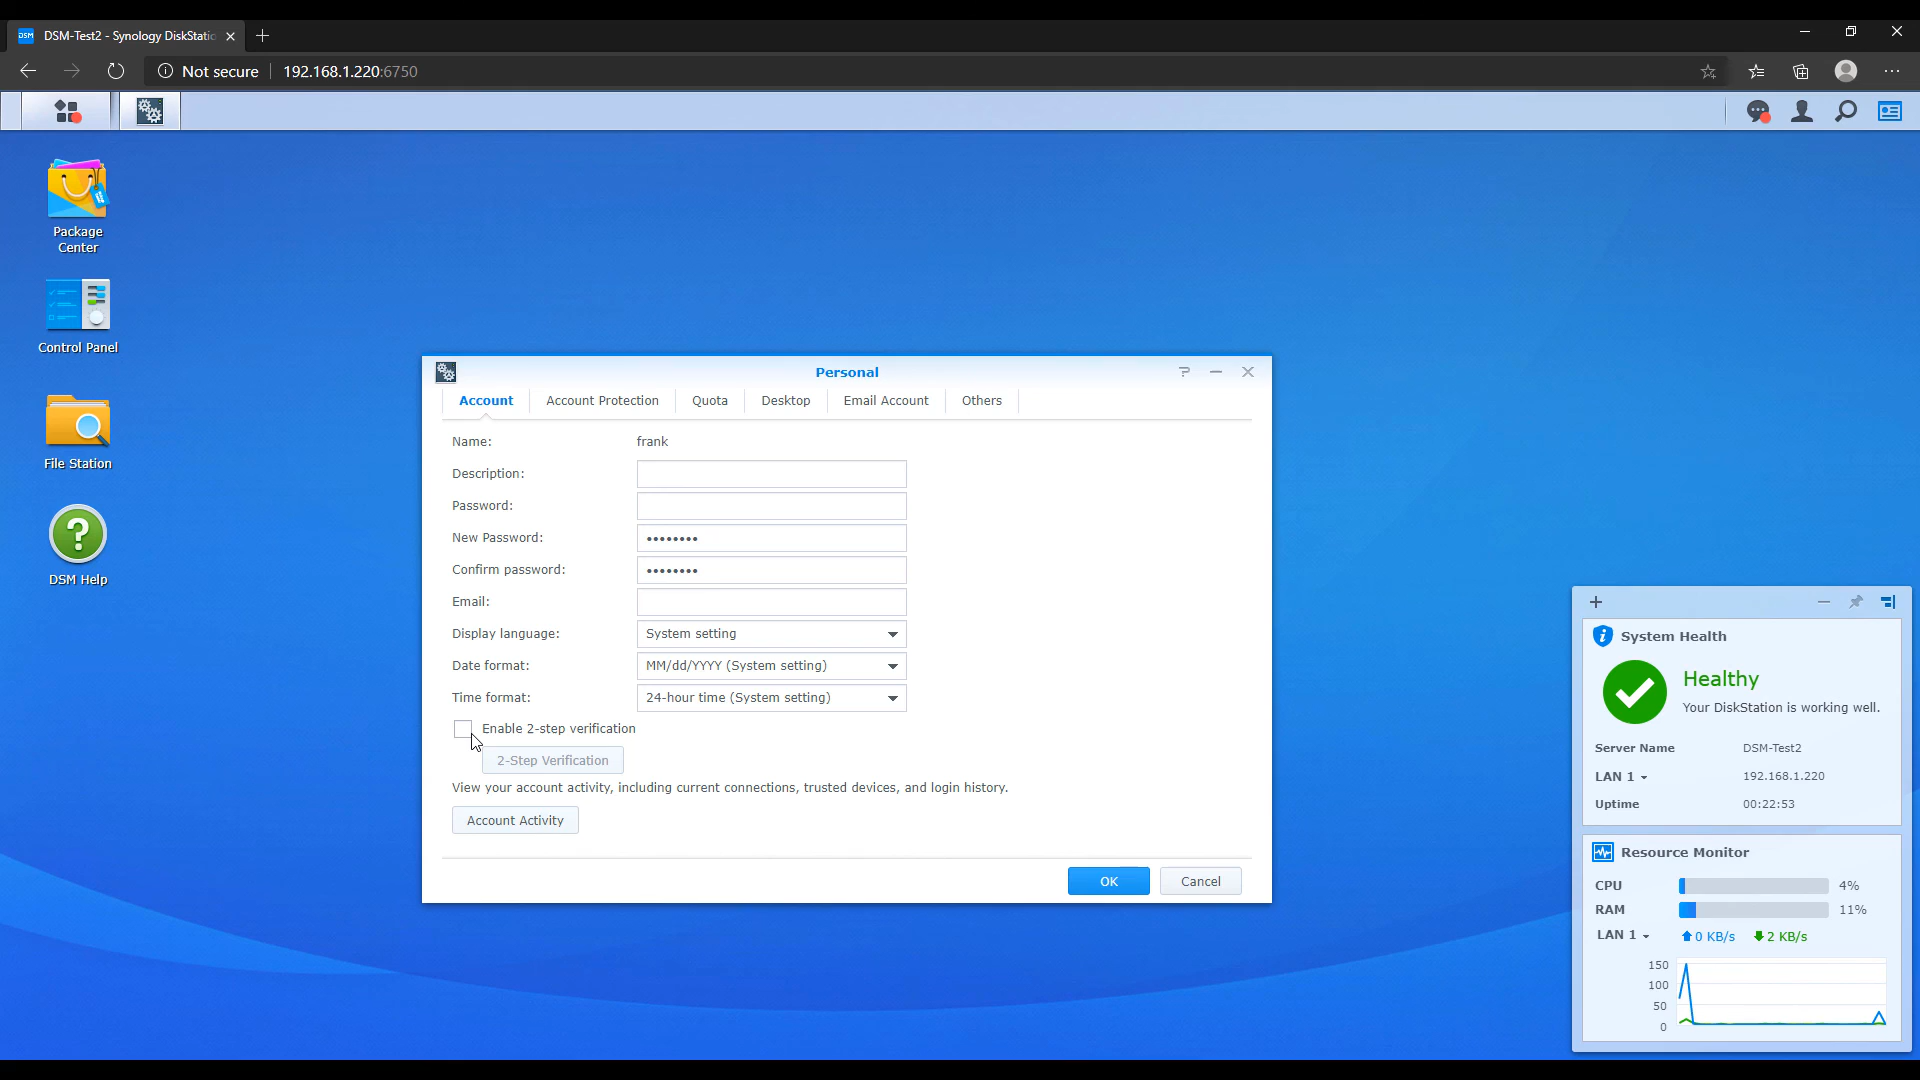 DSM-Test2 - Synology DiskStatio
Not secure
192.168.1.220:6750
Package
Center
Control Panel
File Station
DSM Help
Personal
Account
Account Protection
Quota
Desktop
Email Account
Others
Name:
frank
Description:
Password:
New Password:
••••••••
Confirm password:
••••••••
Email:
Display language:
System setting
Date format:
MM/dd/YYYY (System setting)
Time format:
24-hour time (System setting)
Enable 2-step verification
2-Step Verification
View your account activity, including current connections, trusted devices, and login history.
Account Activity
OK
Cancel
System Health
Healthy
Your DiskStation is working well.
Server Name
DSM-Test2
LAN 1
192.168.1.220
Uptime
00:22:53
Resource Monitor
CPU
4%
RAM
11%
LAN 1
0 KB/s
2 KB/s
150
100
50
0